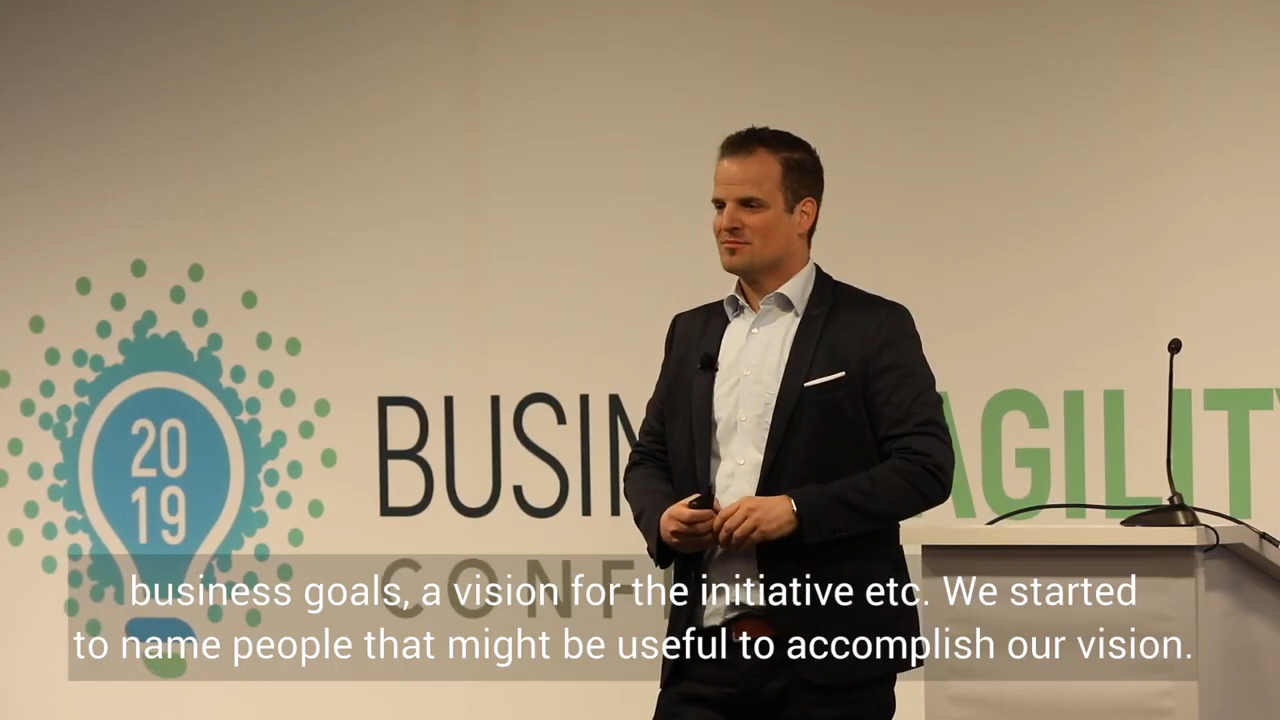 20
19
BUSIN AGILITY
CONF
business goals, a vision for the initiative etc. We started
to name people that might be useful to accomplish our vision.